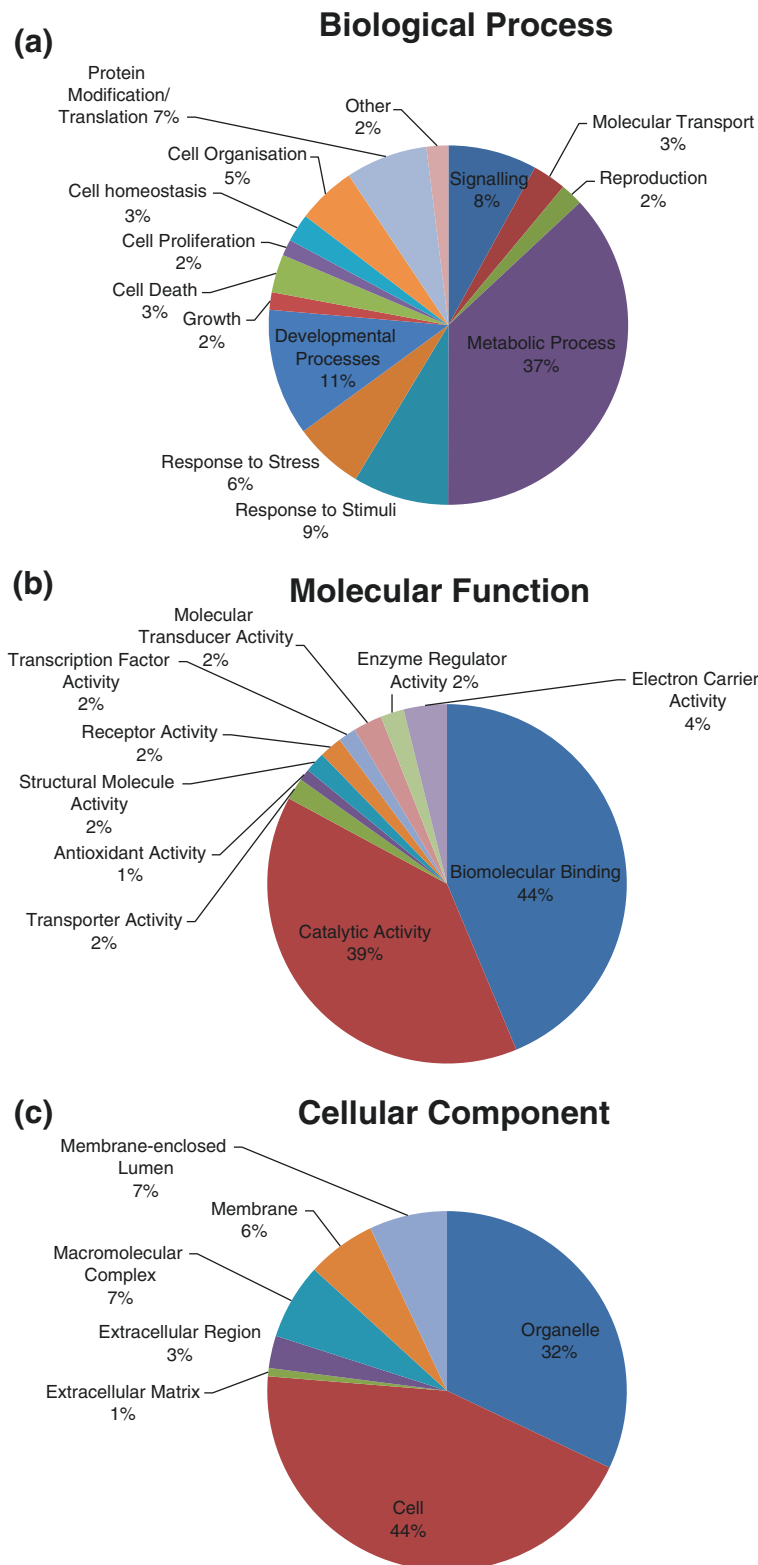 (a)
Biological Process
Protein
Modification/
Translation 7%
Other
2%
Signalling
8%
Molecular Transport
3%
Reproduction
2%
Cell Organisation
5%
Cell homeostasis
3%
Cell Proliferation
2%
Cell Death
3%
Growth
2%
Developmental
Processes
11%
Metabolic Process
37%
Response to Stress
6%
Response to Stimuli
9%
(b)
Molecular Function
Molecular
Transducer Activity
2%
Enzyme Regulator
Activity 2%
Electron Carrier
Activity
4%
Transcription Factor
Activity
2%
Receptor Activity
2%
Structural Molecule
Activity
2%
Antioxidant Activity
1%
Transporter Activity
2%
Biomolecular Binding
44%
Catalytic Activity
39%
(c)
Cellular Component
Membrane-enclosed
Lumen
7%
Membrane
6%
Macromolecular
Complex
7%
Extracellular Region
3%
Extracellular Matrix
1%
Organelle
32%
Cell
44%